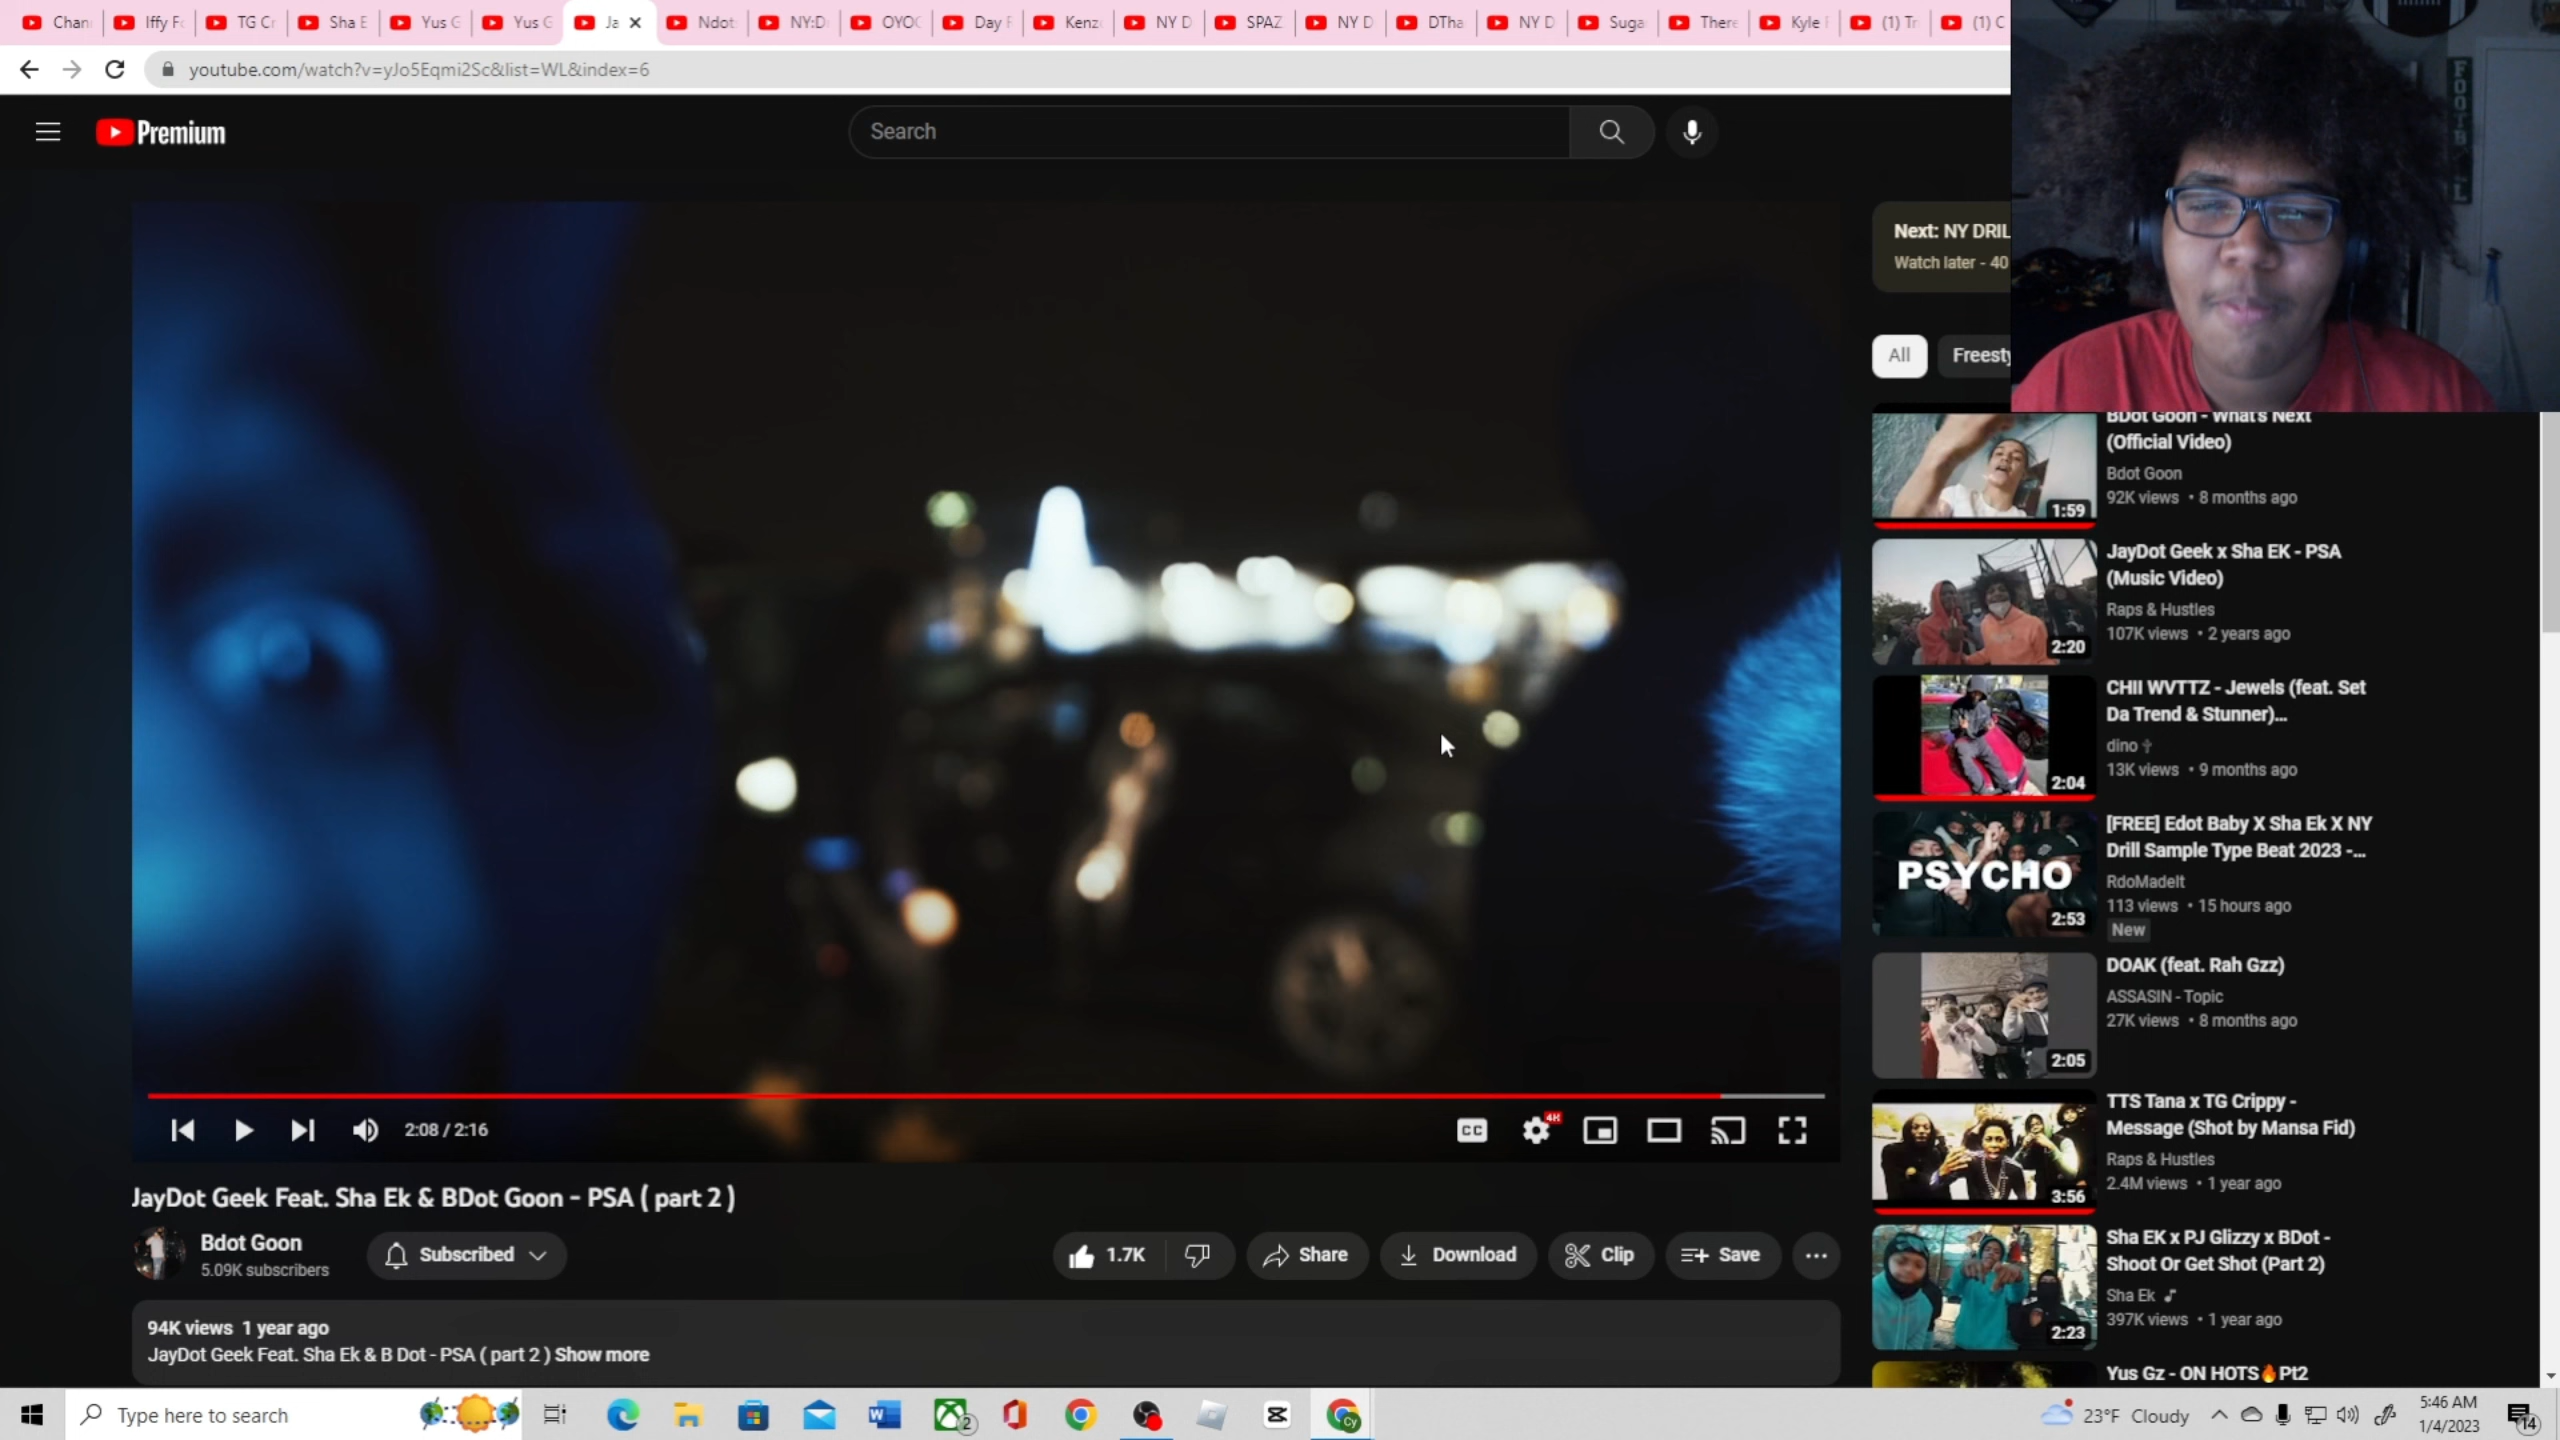 Chan
Iffy F
TG Cr
Sha E
Yus G
Yus G
Ja
Ndot
NY:D
OYO
Day F
Kenz
NY D
SPAZ
NY D
DTha
NY D
Suga
There
Kyle
(1) Tr
(1) C
youtube.com/watch?v=yJo5Eqmi2Sc&list=WL&index=6
Premium
Search
FOOTBALL
Next: NY DRIL
Watch later - 40
All
Freesty
BDot Goon - What's Next
(Official Video)
Bdot Goon
92K views • 8 months ago
1:59
JayDot Geek x Sha EK - PSA
(Music Video)
Raps & Hustles
107K views • 2 years ago
2:20
CHII WVTTZ - Jewels (feat. Set
Da Trend & Stunner)...
dino ✝
13K views • 9 months ago
2:04
[FREE] Edot Baby X Sha Ek X NY
Drill Sample Type Beat 2023 -...
PSYCHO
RdoMadeIt
113 views • 15 hours ago
2:53
New
DOAK (feat. Rah Gzz)
ASSASIN - Topic
27K views • 8 months ago
2:05
TTS Tana x TG Crippy -
Message (Shot by Mansa Fid)
Raps & Hustles
2.4M views • 1 year ago
3:56
Sha EK x PJ Glizzy x BDot -
Shoot Or Get Shot (Part 2)
Sha Ek ♪
397K views • 1 year ago
2:23
Yus Gz - ON HOTS🔥Pt2
2:08 / 2:16
CC
4K
JayDot Geek Feat. Sha Ek & BDot Goon - PSA ( part 2 )
Bdot Goon
5.09K subscribers
Subscribed
1.7K
Share
Download
Clip
Save
94K views 1 year ago
JayDot Geek Feat. Sha Ek & B Dot - PSA ( part 2 ) Show more
Type here to search
2
Cy
23°F Cloudy
5:46 AM
1/4/2023
14